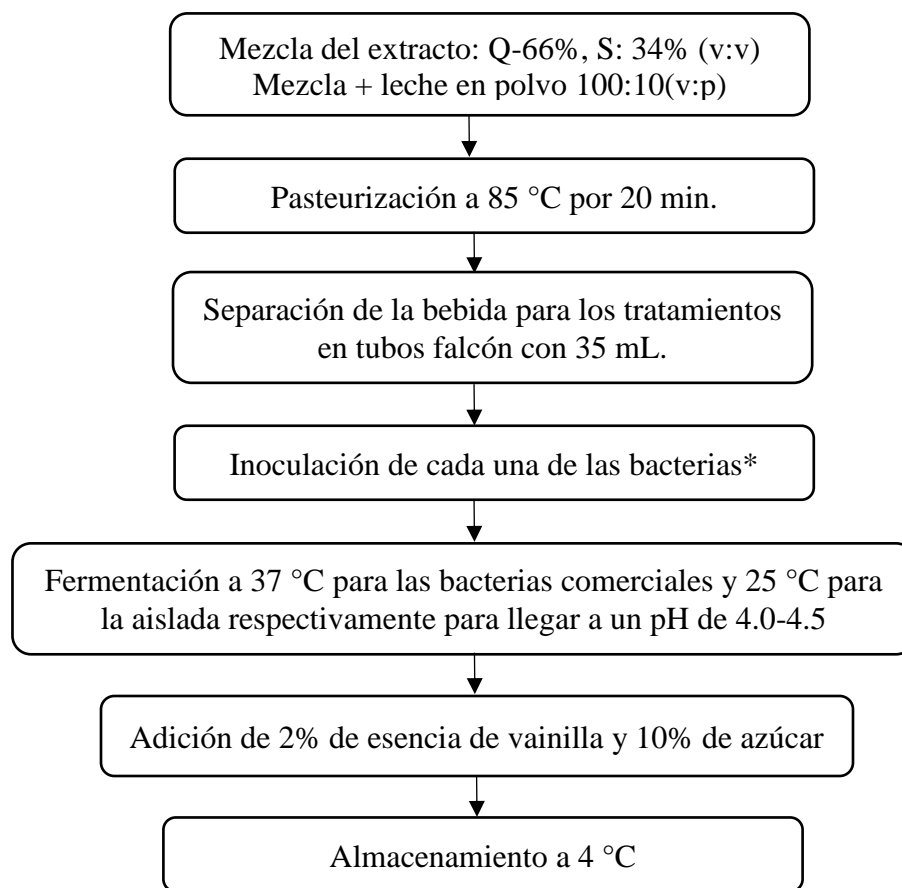 Mezcla del extracto: Q-66%, S: 34% (v:v)
Mezcla + leche en polvo 100:10(v:p)
Pasteurización a 85 °C por 20 min.
Separación de la bebida para los tratamientos
en tubos falcón con 35 mL.
Inoculación de cada una de las bacterias*
Fermentación a 37 °C para las bacterias comerciales y 25 °C para
la aislada respectivamente para llegar a un pH de 4.0-4.5
Adición de 2% de esencia de vainilla y 10% de azúcar
Almacenamiento a 4 °C